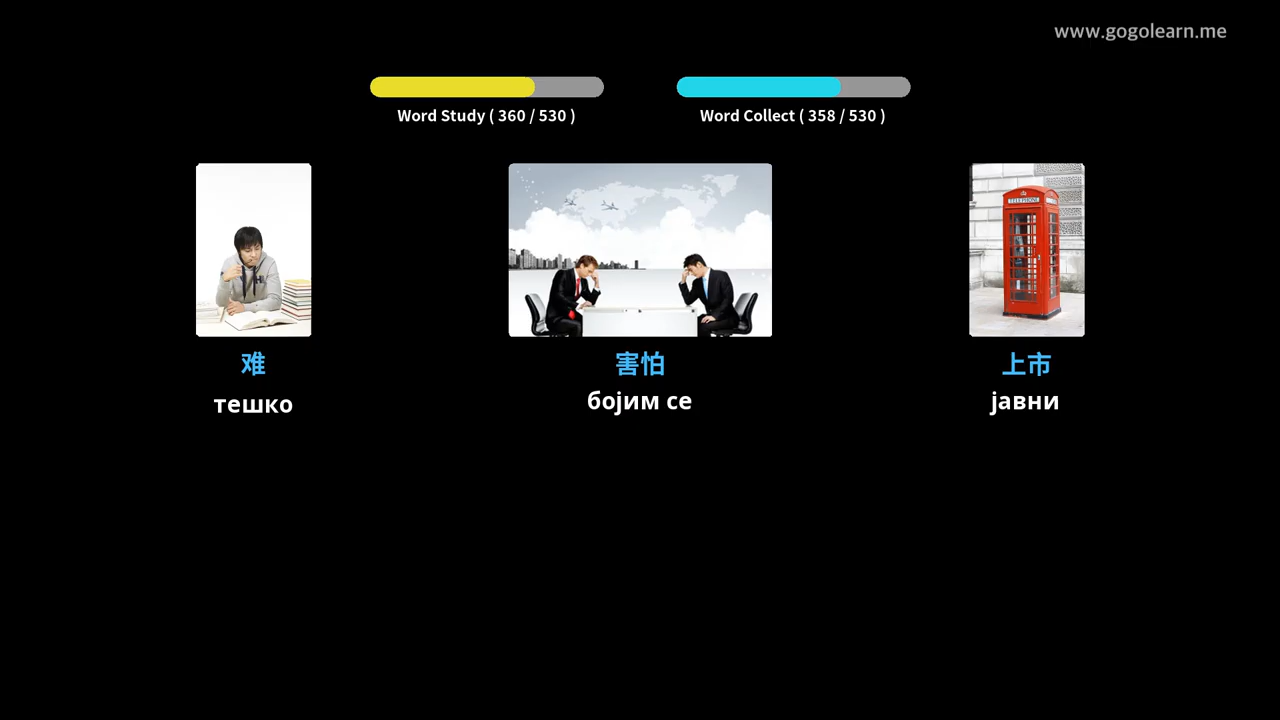 www.gogolearn.me
Word Study ( 360 / 530 )
Word Collect ( 358 / 530 )
TELEPHONE
难
害怕
上市
тешко
бојим се
јавни